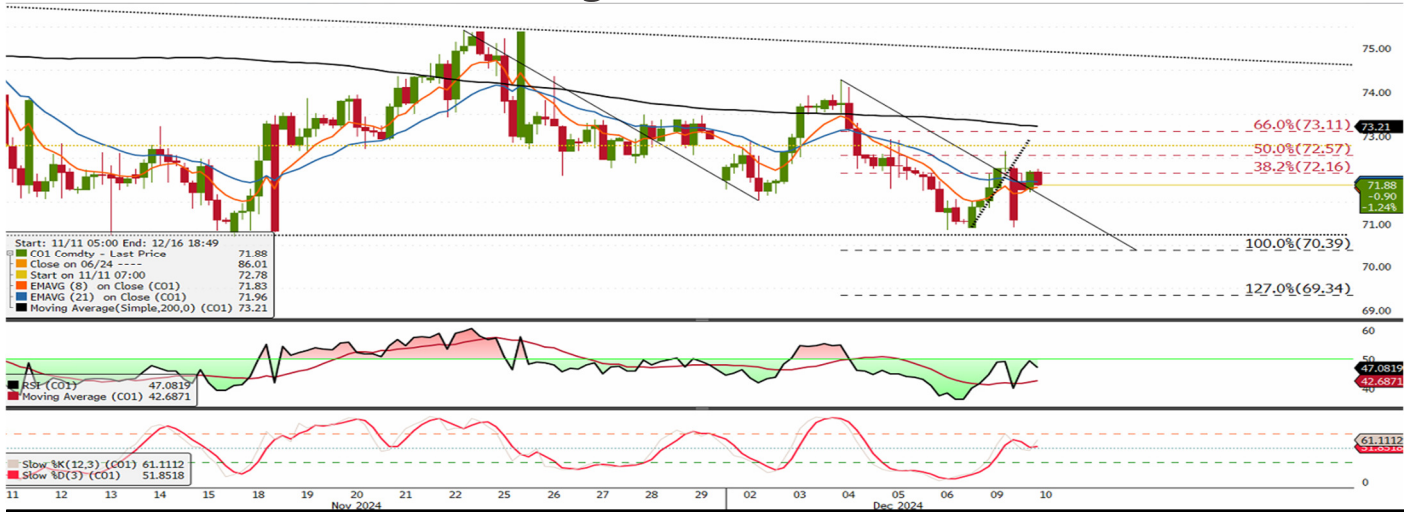 75.00
74.00
66.0%(73.11)
73.21
73.00
50.0%(72.57)
38.2%(72.16)
71.88
-0.90
-1.24%
71.00
100.0%(70.39)
70.00
127.0%(69.34)
69.00
Start: 11/11 05:00 End: 12/16 18:49
CO1 Comdty - Last Price 71.88
Close on 06/24 ---- 86.01
Start on 11/11 07:00 72.78
EMAVG (8) on Close (CO1) 71.83
EMAVG (21) on Close (CO1) 71.96
Moving Average(Simple,200,0) (CO1) 73.21
60
50
47.0819
42.6871
40
RSI (CO1) 47.0819
Moving Average (CO1) 42.6871
61.1112
51.8518
0
Slow %K(12,3) (CO1) 61.1112
Slow %D(3) (CO1) 51.8518
11 12 13 14 15 18 19 20 21 22 25 26 27 28 29 02 03 04 05 06 09 10
Nov 2024 Dec 2024